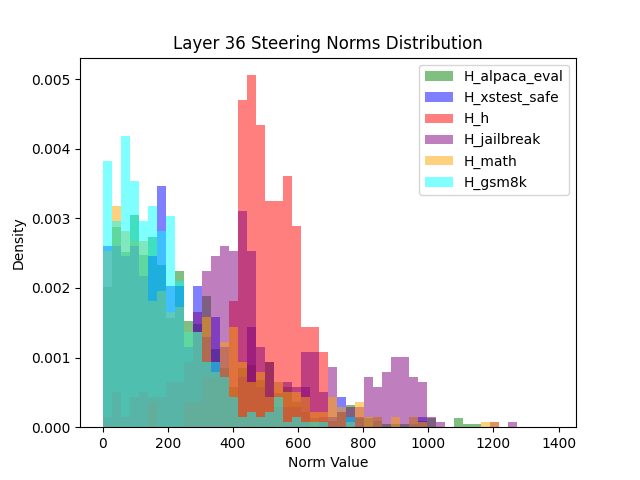 Layer 36 Steering Norms Distribution
H_alpaca_eval
H_xstest_safe
H_h
H_jailbreak
H_math
H_gsm8k
0.005
0.004
0.003
0.002
0.001
0.000
Density
0 200 400 600 800 1000 1200 1400
Norm Value